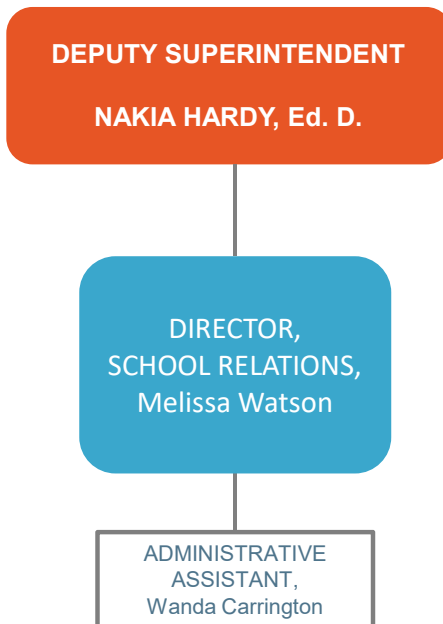 DEPUTY SUPERINTENDENT
NAKIA HARDY, Ed. D.
DIRECTOR,
SCHOOL RELATIONS,
Melissa Watson
ADMINISTRATIVE
ASSISTANT,
Wanda Carrington